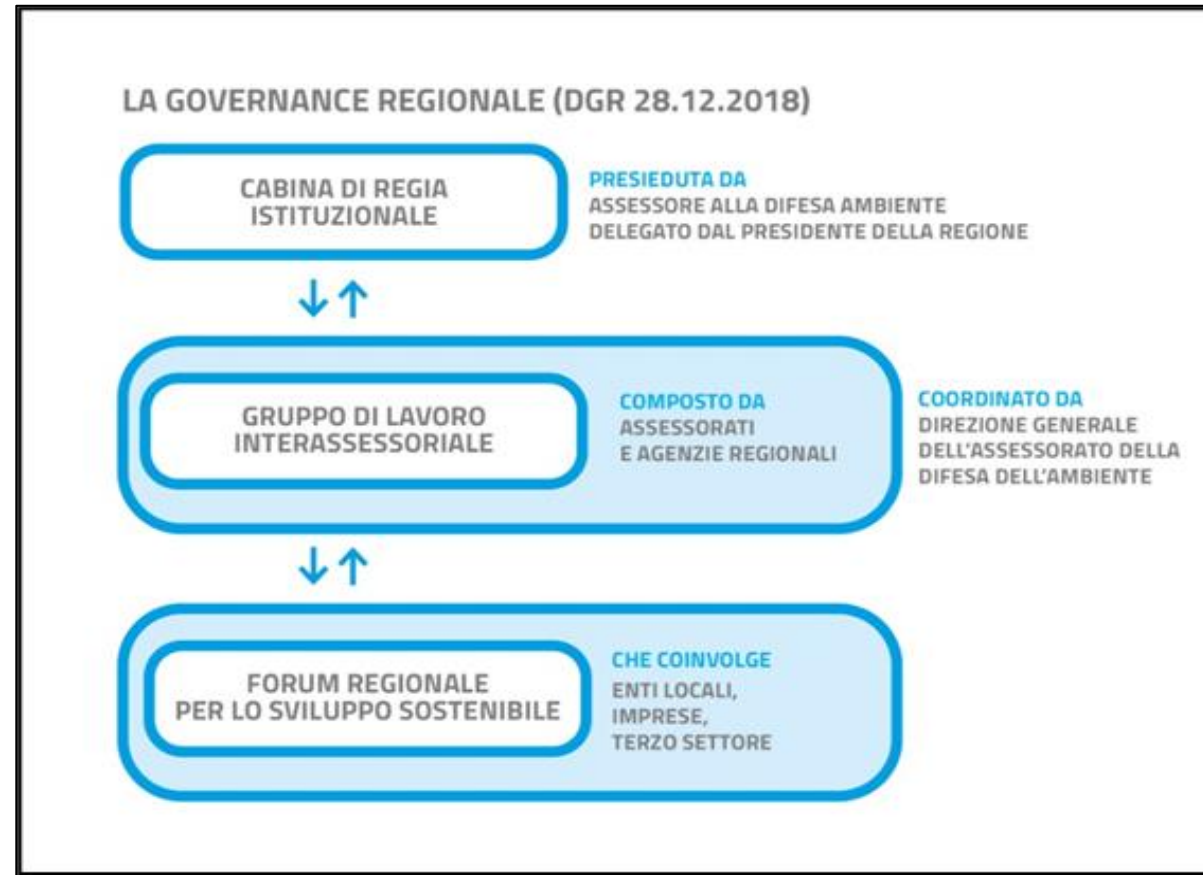 LA GOVERNANCE REGIONALE (DGR 28.12.2018)
CABINA DI REGIA
ISTITUZIONALE
PRESIEDUTA DA
ASSESSORE ALLA DIFESA AMBIENTE
DELEGATO DAL PRESIDENTE DELLA REGIONE
GRUPPO DI LAVORO
INTERASSESSORIALE
COMPOSTO DA
ASSESSORATI
E AGENZIE REGIONALI
COORDINATO DA
DIREZIONE GENERALE
DELL'ASSESSORATO DELLA
DIFESA DELL'AMBIENTE
FORUM REGIONALE
PER LO SVILUPPO SOSTENIBILE
CHE COINVOLGE
ENTI LOCALI,
IMPRESE,
TERZO SETTORE